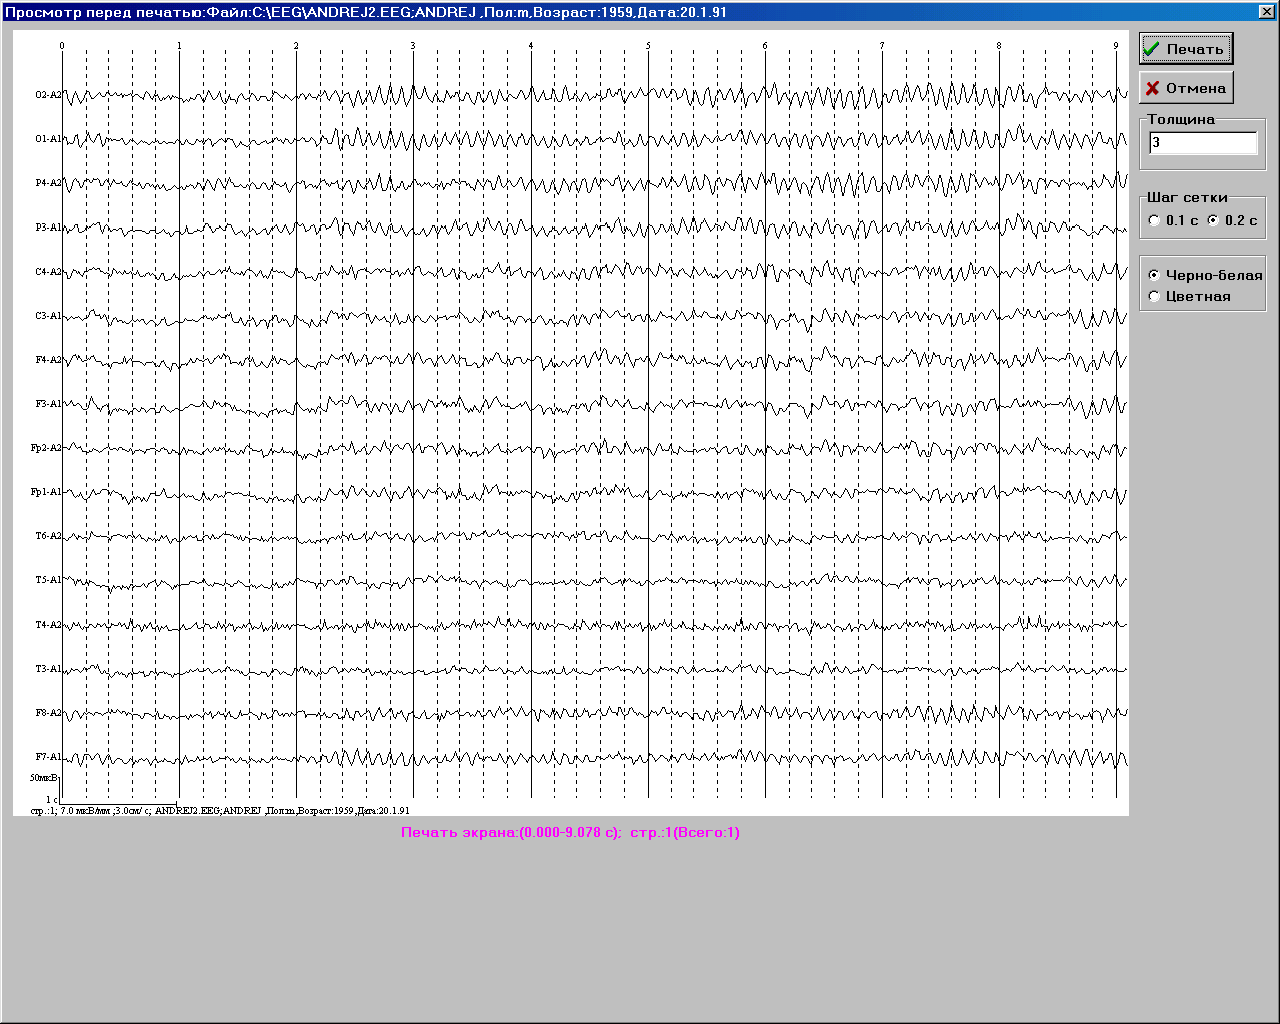 Просмотр перед печатью:Файл:C:\EEG\ANDREJ2.EEG;ANDREJ ,Пол:m,Возраст:1959,Дата:20.1.91
0 1 2 3 4 5 6 7 8 9
O2-A2
O1-A1
P4-A2
P3-A1
C4-A2
C3-A1
F4-A2
F3-A1
Fp2-A2
Fp1-A1
T6-A2
T5-A1
T4-A2
T3-A1
F8-A2
F7-A1
50мкВ
1 с
стр.:1; 7.0 мкВ/мм ;3.0см/ с; ANDREJ2.EEG;ANDREJ ,Пол:m,Возраст:1959,Дата:20.1.91
Печать экрана:(0.000-9.078 с); стр.:1(Всего:1)
Печать
Отмена
Толщина
3
Шаг сетки
0.1 с 0.2 с
Черно-белая
Цветная